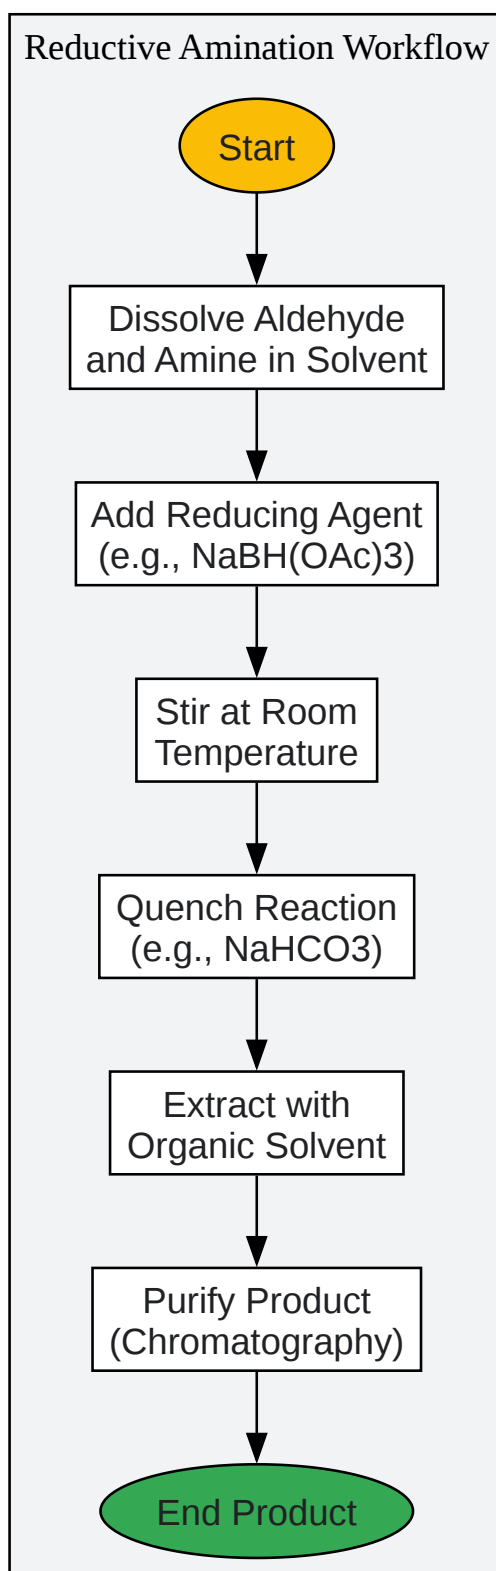 Reductive Amination Workflow
Start
Dissolve Aldehyde
and Amine in Solvent
Add Reducing Agent
(e.g., NaBH(OAc)3)
Stir at Room
Temperature
Quench Reaction
(e.g., NaHCO3)
Extract with
Organic Solvent
Purify Product
(Chromatography)
End Product